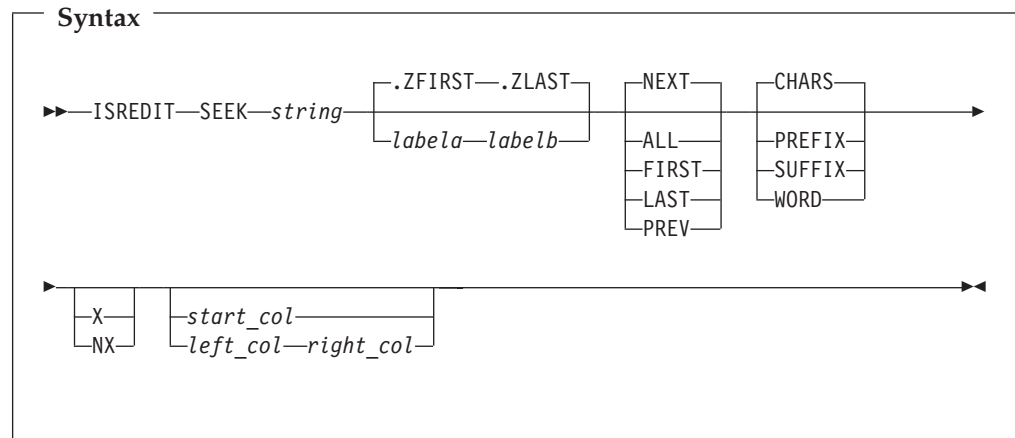 Syntax
.ZFIRST .ZLAST NEXT CHARS
ISREDIT SEEK string
labela labelb ALL PREFIX
FIRST SUFFIX
LAST WORD
PREV
X start_col
NX left_col right_col